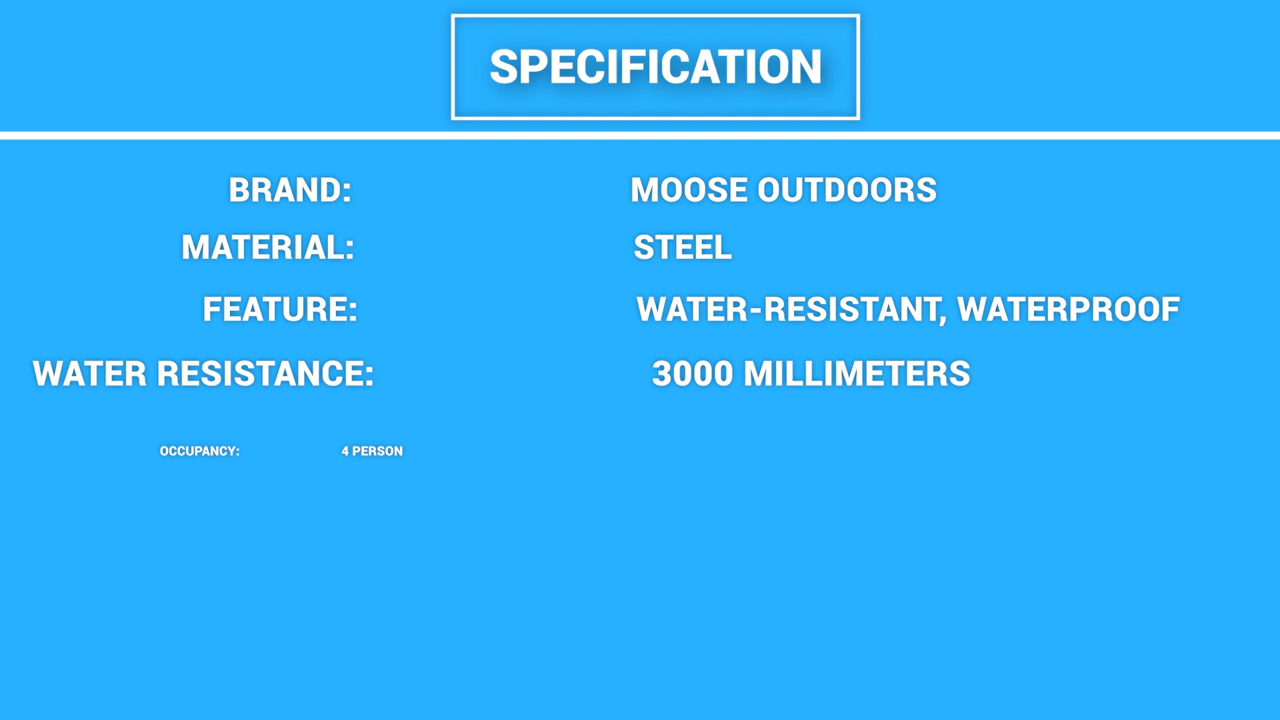 SPECIFICATION
BRAND: MOOSE OUTDOORS
MATERIAL: STEEL
FEATURE: WATER-RESISTANT, WATERPROOF
WATER RESISTANCE: 3000 MILLIMETERS
OCCUPANCY: 4 PERSON